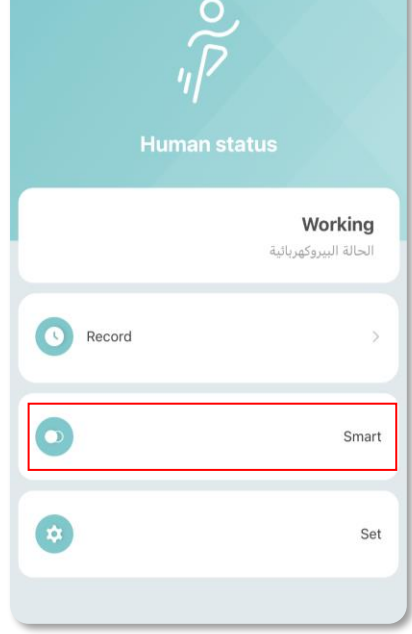 Human status
Working
الحالة البيروكهربائية
Record
Smart
Set